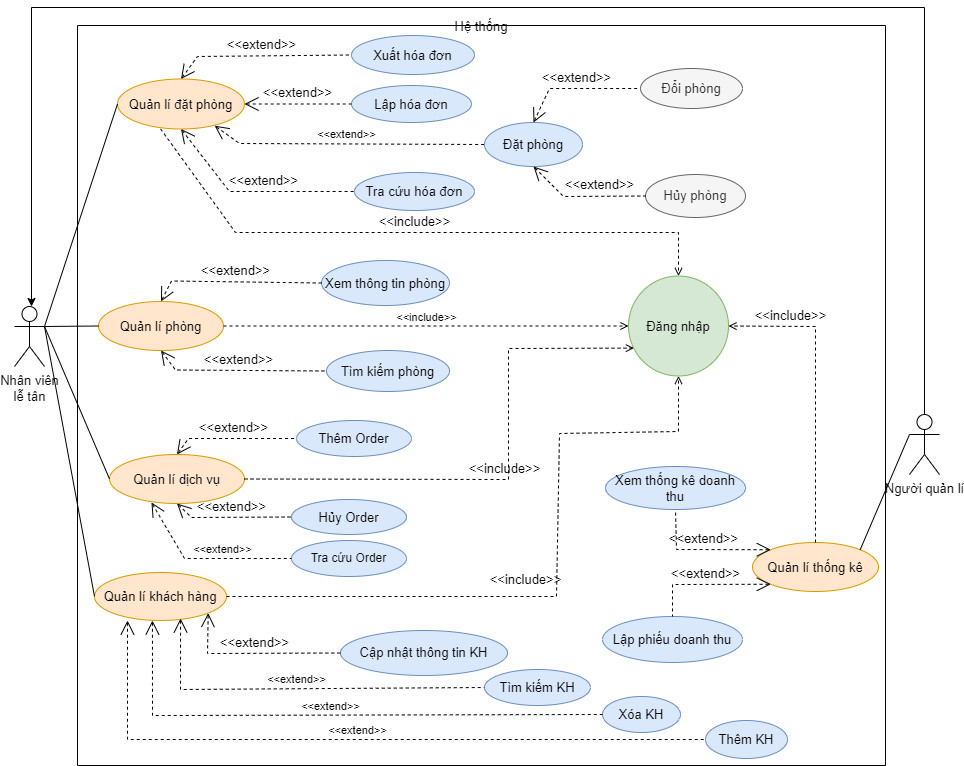 Hệ thống
<<extend>>
Xuất hóa đơn
<<extend>>
Đổi phòng
Quản lí đặt phòng
<<extend>>
Lập hóa đơn
<<extend>>
Đặt phòng
<<extend>>
Tra cứu hóa đơn
<<extend>>
Hủy phòng
<<include>>
<<extend>>
Xem thông tin phòng
Quản lí phòng
<<include>>
Đăng nhập
<<include>>
<<extend>>
Tìm kiếm phòng
Nhân viên
lễ tân
<<extend>>
Thêm Order
Quản lí dịch vụ
<<include>>
Xem thống kê doanh
thu
Người quản lí
<<extend>>
Hủy Order
<<extend>>
Tra cứu Order
<<extend>>
Quản lí thống kê
<<extend>>
<<include>>
Quản lí khách hàng
<<extend>>
Cập nhật thông tin KH
Lập phiếu doanh thu
<<extend>>
Tìm kiếm KH
<<extend>>
Xóa KH
<<extend>>
Thêm KH